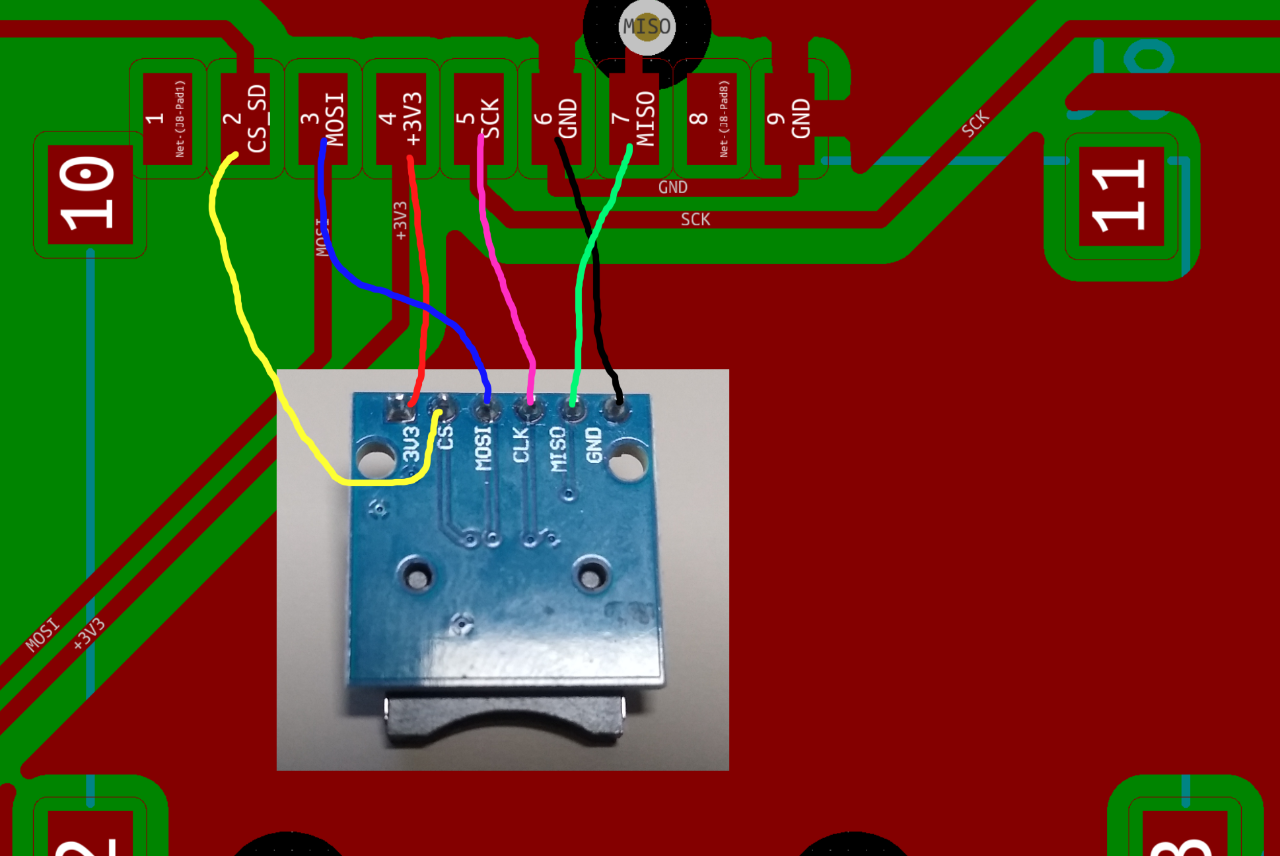 MISO
1 Net-(J8-Pad1)
2 CS_SD
3 MOSI
4 +3V3
5 SCK
6 GND
7 MISO
8 Net-(J8-Pad8)
9 GND
10
11
SCK
GND
SCK
MOSI
+3V3
3V3
CS
MOSI
CLK
MISO
GND
MOSI
+3V3